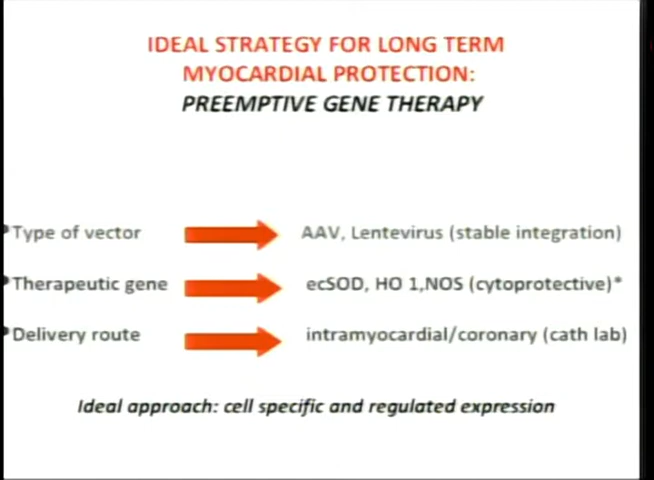 IDEAL STRATEGY FOR LONG TERM
MYOCARDIAL PROTECTION:
PREEMPTIVE GENE THERAPY
Type of vector AAV, Lentevirus (stable integration)
Therapeutic gene ecSOD, HO 1,NOS (cytoprotective)*
Delivery route intramyocardial/coronary (cath lab)
Ideal approach: cell specific and regulated expression